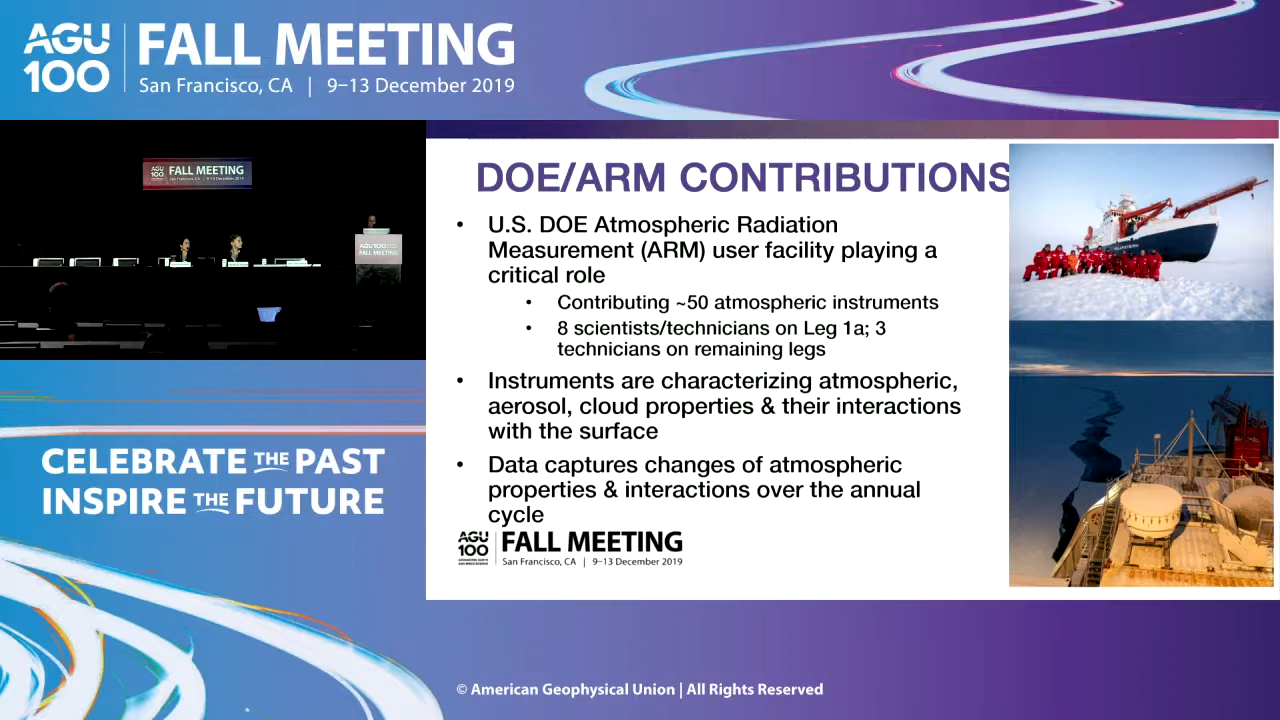 AGU
100
FALL MEETING
San Francisco, CA | 9–13 December 2019
FALL MEETING
AGU100
FALL MEETING
DOE/ARM CONTRIBUTIONS
• U.S. DOE Atmospheric Radiation
Measurement (ARM) user facility playing a
critical role
• Contributing ~50 atmospheric instruments
• 8 scientists/technicians on Leg 1a; 3
technicians on remaining legs
• Instruments are characterizing atmospheric,
aerosol, cloud properties & their interactions
with the surface
• Data captures changes of atmospheric
properties & interactions over the annual
cycle
AGU
100
FALL MEETING
San Francisco, CA | 9–13 December 2019
CELEBRATE THE PAST
INSPIRE THE FUTURE
© American Geophysical Union | All Rights Reserved